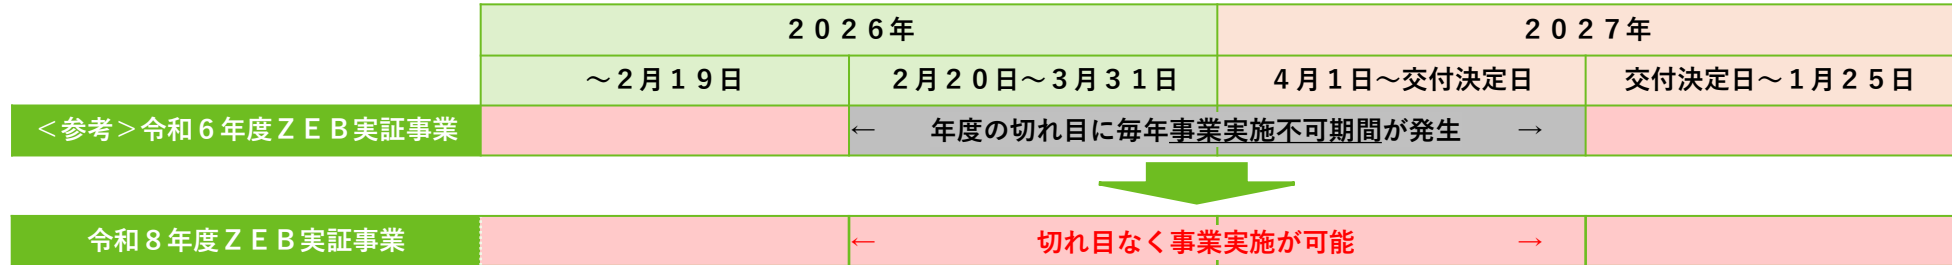 ２０２６年 ２０２７年
～２月１９日 ２月２０日～３月３１日 ４月１日～交付決定日 交付決定日～１月２５日
＜参考＞令和６年度ＺＥＢ実証事業 ← 年度の切れ目に毎年事業実施不可期間が発生 →
令和８年度ＺＥＢ実証事業 ← 切れ目なく事業実施が可能 →